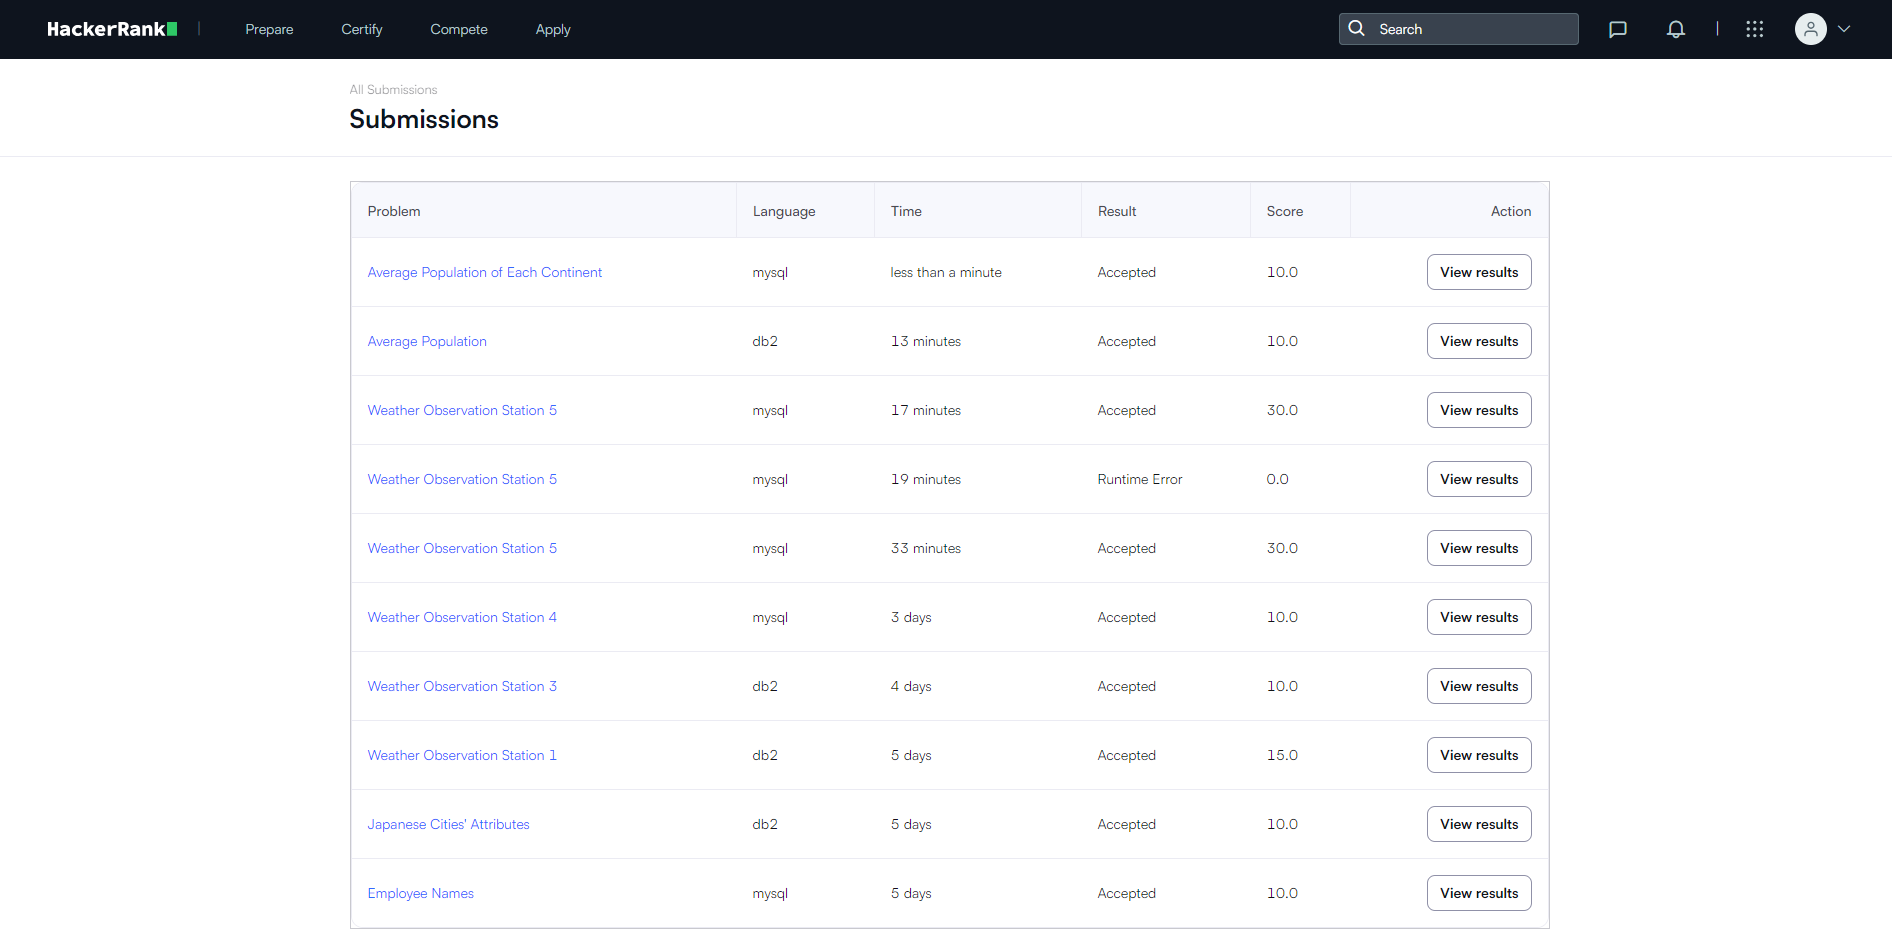 HackerRank Prepare Certify Compete Apply Search
All Submissions
Submissions
Problem Language Time Result Score Action
Average Population of Each Continent mysql less than a minute Accepted 10.0 View results
Average Population db2 13 minutes Accepted 10.0 View results
Weather Observation Station 5 mysql 17 minutes Accepted 30.0 View results
Weather Observation Station 5 mysql 19 minutes Runtime Error 0.0 View results
Weather Observation Station 5 mysql 33 minutes Accepted 30.0 View results
Weather Observation Station 4 mysql 3 days Accepted 10.0 View results
Weather Observation Station 3 db2 4 days Accepted 10.0 View results
Weather Observation Station 1 db2 5 days Accepted 15.0 View results
Japanese Cities' Attributes db2 5 days Accepted 10.0 View results
Employee Names mysql 5 days Accepted 10.0 View results